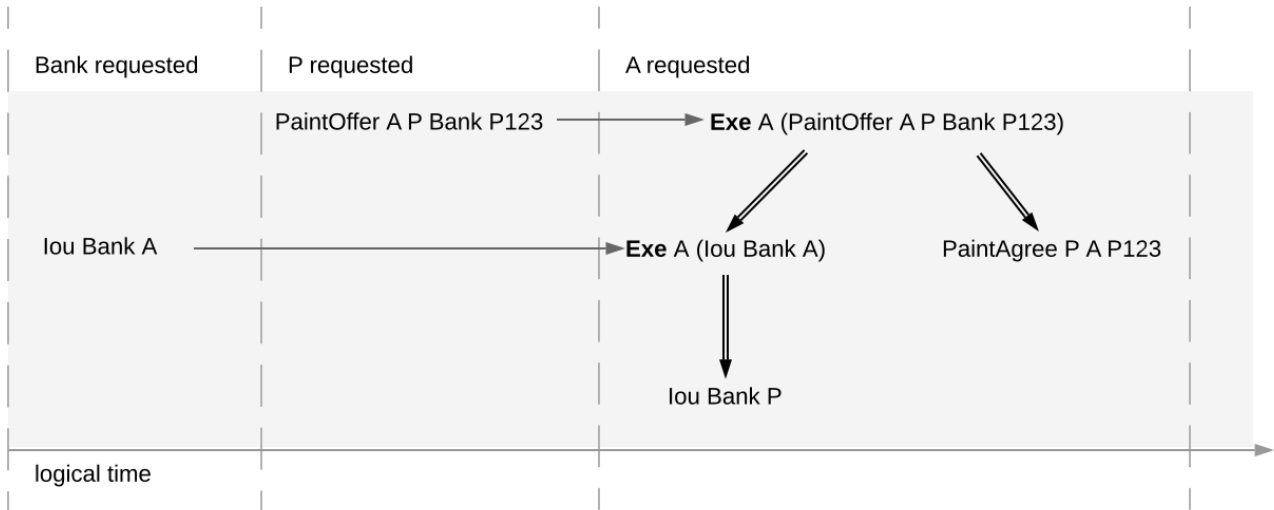 Bank requested
P requested
A requested
PaintOffer A P Bank P123
Exe A (PaintOffer A P Bank P123)
Iou Bank A
Exe A (Iou Bank A)
PaintAgree P A P123
Iou Bank P
logical time